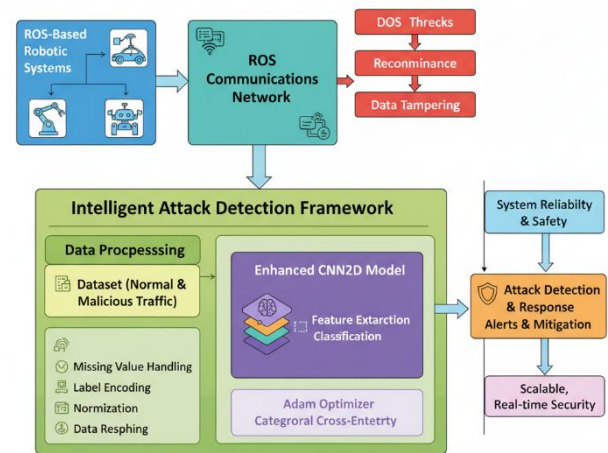 ROS-Based
Robotic
Systems
ROS
Communications
Network
DOS Threcks
Reconminance
Data Tampering
Intelligent Attack Detection Framework
Data Procpesssing
Dataset (Normal &
Malicious Traffic)
Missing Value Handling
Label Encoding
Normization
Data Resphing
Enhanced CNN2D Model
Feature Extarction
Classification
Adam Optimizer
Categroral Cross-Entetrty
System Reliabilty
& Safety
Attack Detection
& Response
Alerts & Mitigation
Scalable,
Real-time Security